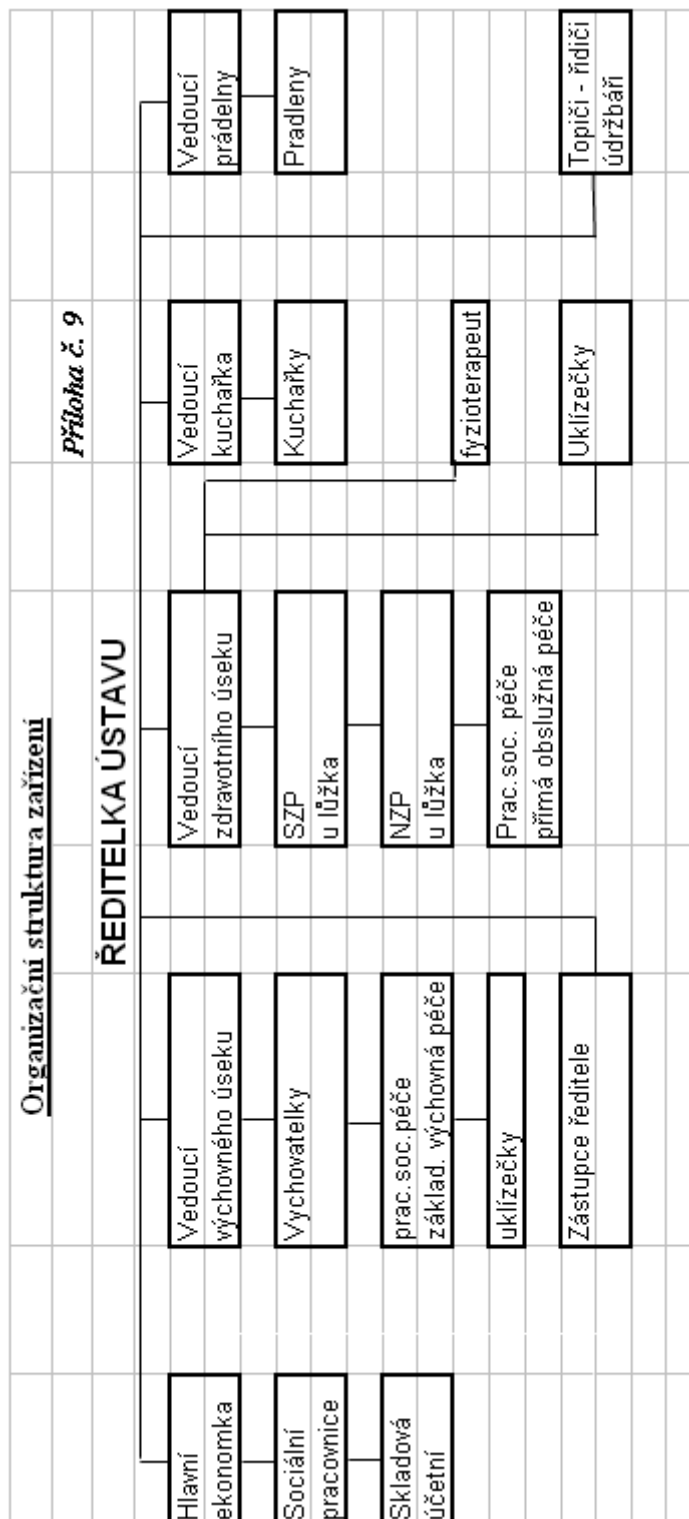 Příloha č. 9
Organizační struktura zařízení
ŘEDITELKA ÚSTAVU
Hlavní
ekonomka
Sociální
pracovnice
Skladová
účetní
Vedoucí
výchovného úseku
Vychovatelky
prac.soc.péče
základ. výchovná péče
uklízečky
Zástupce ředitele
Vedoucí
zdravotního úseku
SZP
u lůžka
NZP
u lůžka
Prac.soc. péče
přímá obslužná péče
Vedoucí
kuchařka
Kuchařky
fyzioterapeut
Uklízečky
Vedoucí
prádelny
Pradleny
Topiči - řidiči
údržbáři